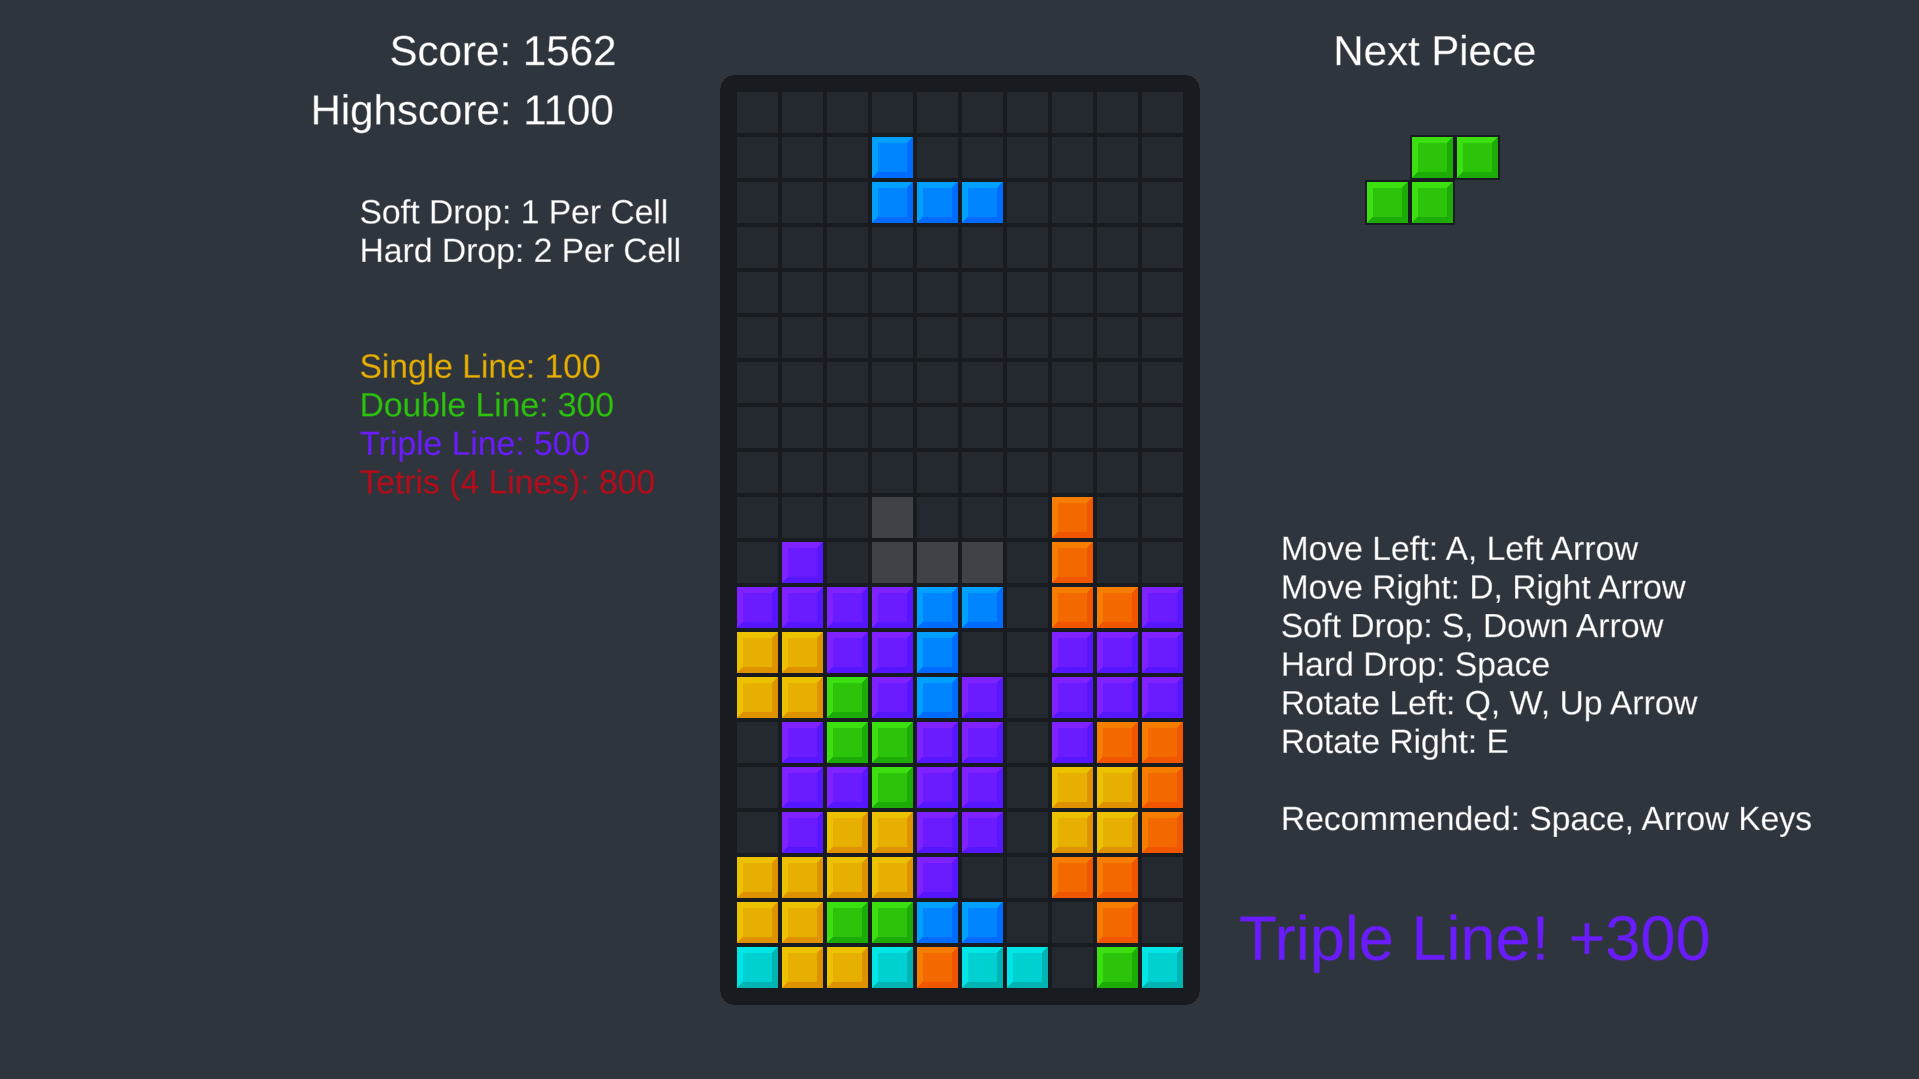 Score: 1562
Highscore: 1100
Soft Drop: 1 Per Cell
Hard Drop: 2 Per Cell
Single Line: 100
Double Line: 300
Triple Line: 500
Tetris (4 Lines): 800
Next Piece
Move Left: A, Left Arrow
Move Right: D, Right Arrow
Soft Drop: S, Down Arrow
Hard Drop: Space
Rotate Left: Q, W, Up Arrow
Rotate Right: E
Recommended: Space, Arrow Keys
Triple Line! +300